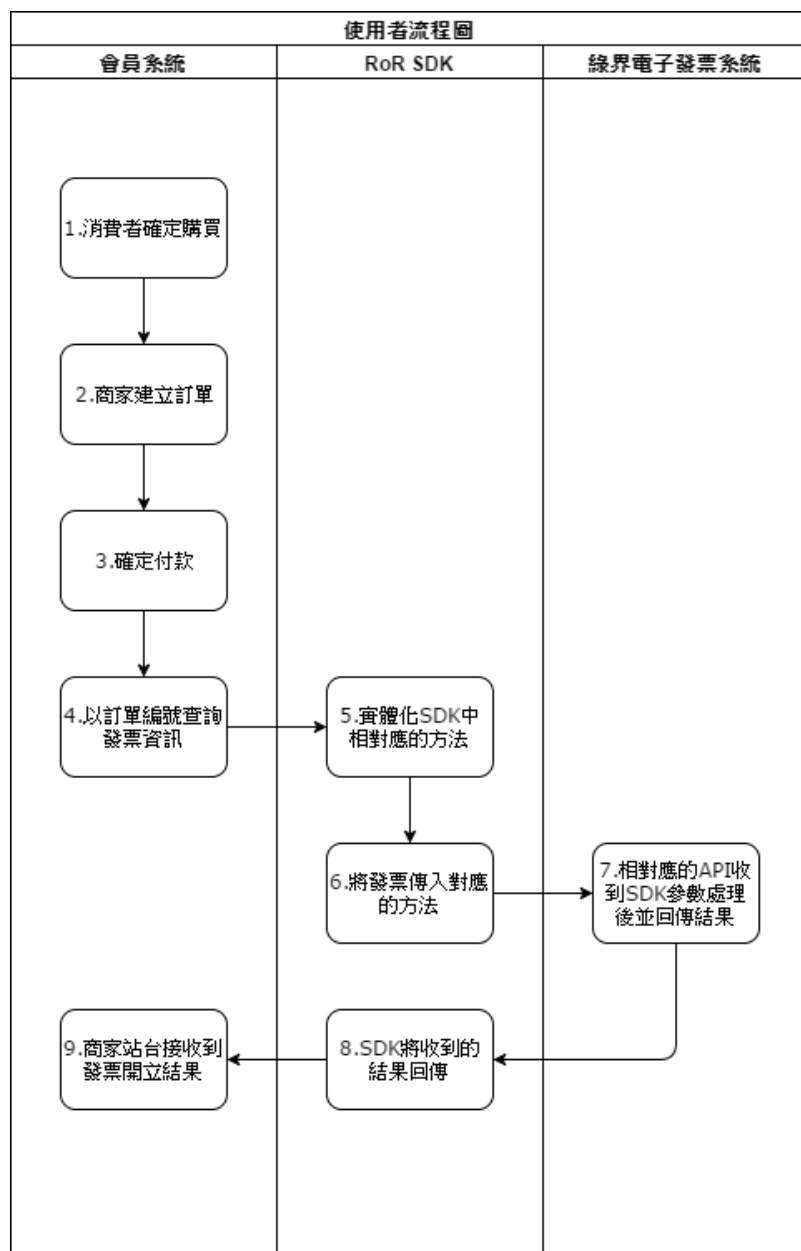 使用者流程圖
會員系統
RoR SDK
綠界電子發票系統
1.消費者確定購買
2.商家建立訂單
3.確定付款
4.以訂單編號查詢
發票資訊
5.實體化SDK中
相對應的方法
6.將發票傳入對應
的方法
7.相對應的API收
到SDK參數處理
後並回傳結果
8.SDK將收到的
結果回傳
9.商家站台接收到
發票開立結果